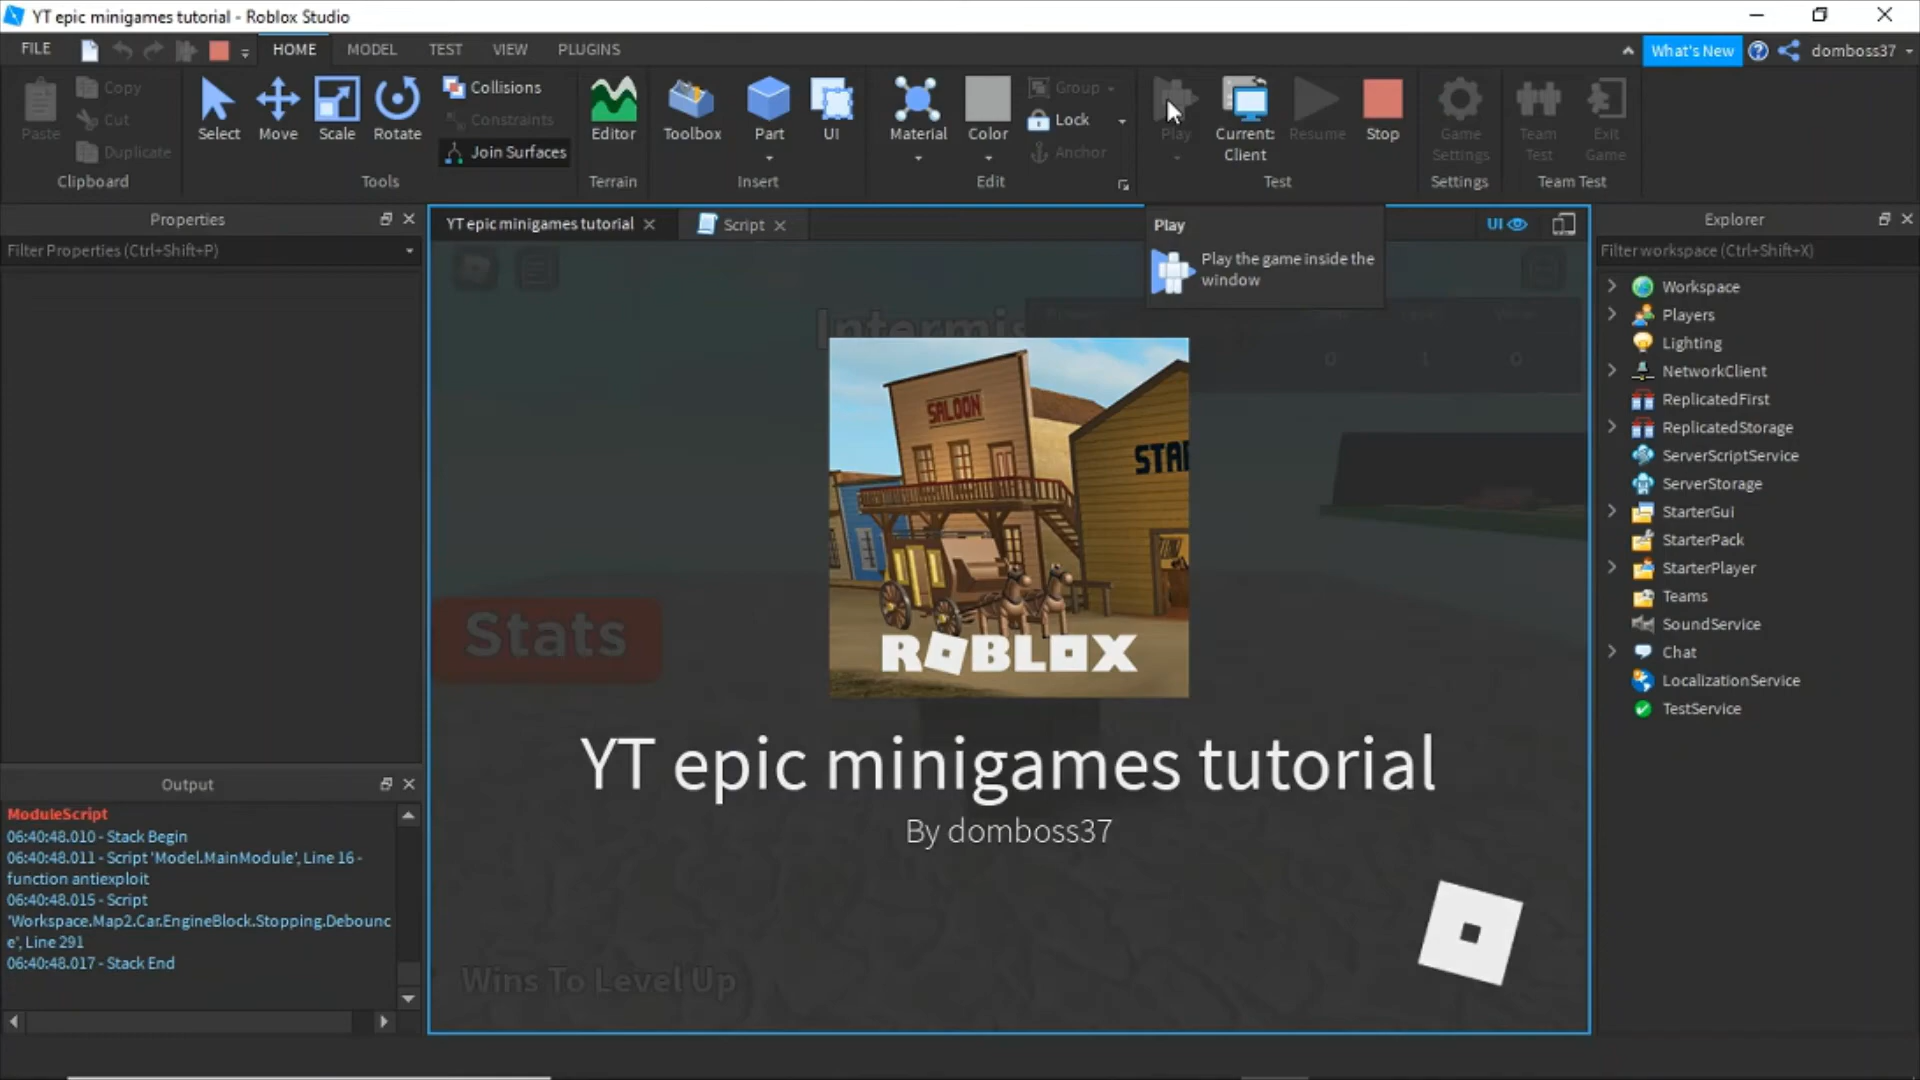 YT epic minigames tutorial - Roblox Studio
FILE
HOME
MODEL
TEST
VIEW
PLUGINS
What's New
domboss37
Paste
Copy
Cut
Duplicate
Clipboard
Select
Move
Scale
Rotate
Collisions
Constraints
Join Surfaces
Tools
Editor
Terrain
Toolbox
Part
UI
Insert
Material
Color
Group
Lock
Anchor
Edit
Play
Current:
Client
Resume
Stop
Test
Game
Settings
Settings
Team
Test
Exit
Game
Team Test
Properties
Filter Properties (Ctrl+Shift+P)
YT epic minigames tutorial
Script
UI
Play
Play the game inside the
window
Explorer
Filter workspace (Ctrl+Shift+X)
Workspace
Players
Lighting
NetworkClient
ReplicatedFirst
ReplicatedStorage
ServerScriptService
ServerStorage
StarterGui
StarterPack
StarterPlayer
Teams
SoundService
Chat
LocalizationService
TestService
Intermis
0 1 0
SALOON
STA
ROBLOX
Stats
YT epic minigames tutorial
By domboss37
Wins To Level Up
Output
ModuleScript
06:40:48.010 - Stack Begin
06:40:48.011 - Script 'Model.MainModule', Line 16 -
function antiexploit
06:40:48.015 - Script
'Workspace.Map2.Car.EngineBlock.Stopping.Debounc
e', Line 291
06:40:48.017 - Stack End